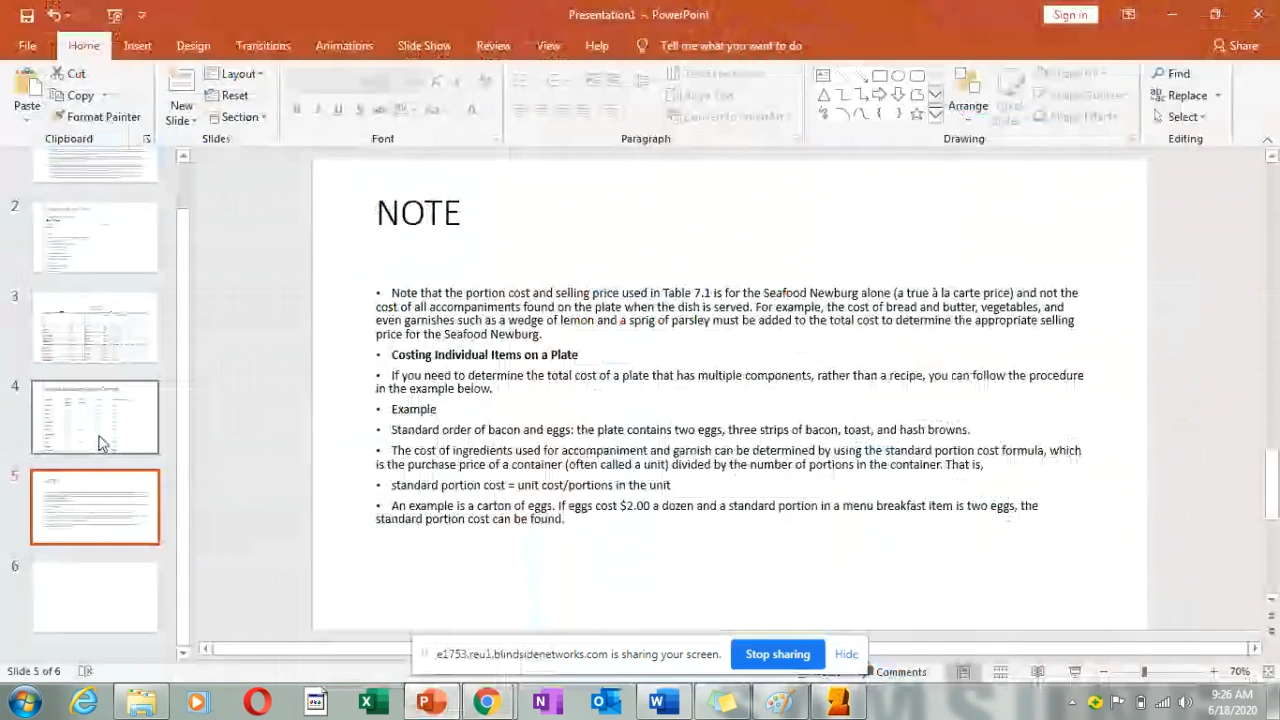 Presentation1 - PowerPoint
Sign in
File Home Insert Design Transitions Animations Slide Show Review View Help Tell me what you want to do Share
Cut
Copy
Format Painter
Paste
Clipboard
New Slide
Layout
Reset
Section
Slides
Font
Paragraph
Arrange
Drawing
Find
Replace
Select
Editing
2
3
4
5
6
NOTE
• Note that the portion cost and selling price used in Table 7.1 is for the Seafood Newburg alone (a true à la carte price) and not the
cost of all accompaniments found on the plate when the dish is served. For example, the cost of bread and butter, vegetables, and
even garnishes such as a wedge of lemon and a sprig of parsley must be added to the total cost to determine the appropriate selling
price for the Seafood Newburg.
• Costing Individual Items on a Plate
• If you need to determine the total cost of a plate that has multiple components, rather than a recipe, you can follow the procedure
in the example below.
• Example
• Standard order of bacon and eggs: the plate contains two eggs, three strips of bacon, toast, and hash browns.
• The cost of ingredients used for accompaniment and garnish can be determined by using the standard portion cost formula, which
is the purchase price of a container (often called a unit) divided by the number of portions in the container. That is,
• standard portion cost = unit cost/portions in the unit
• An example is a carton of eggs. If eggs cost $2.00 a dozen and a standard portion in a menu breakfast item is two eggs, the
standard portion cost can be found.
e1753.reu1.blindsidenetworks.com is sharing your screen. Stop sharing Hide
Slide 5 of 6
Comments
70%
9:26 AM
6/18/2020